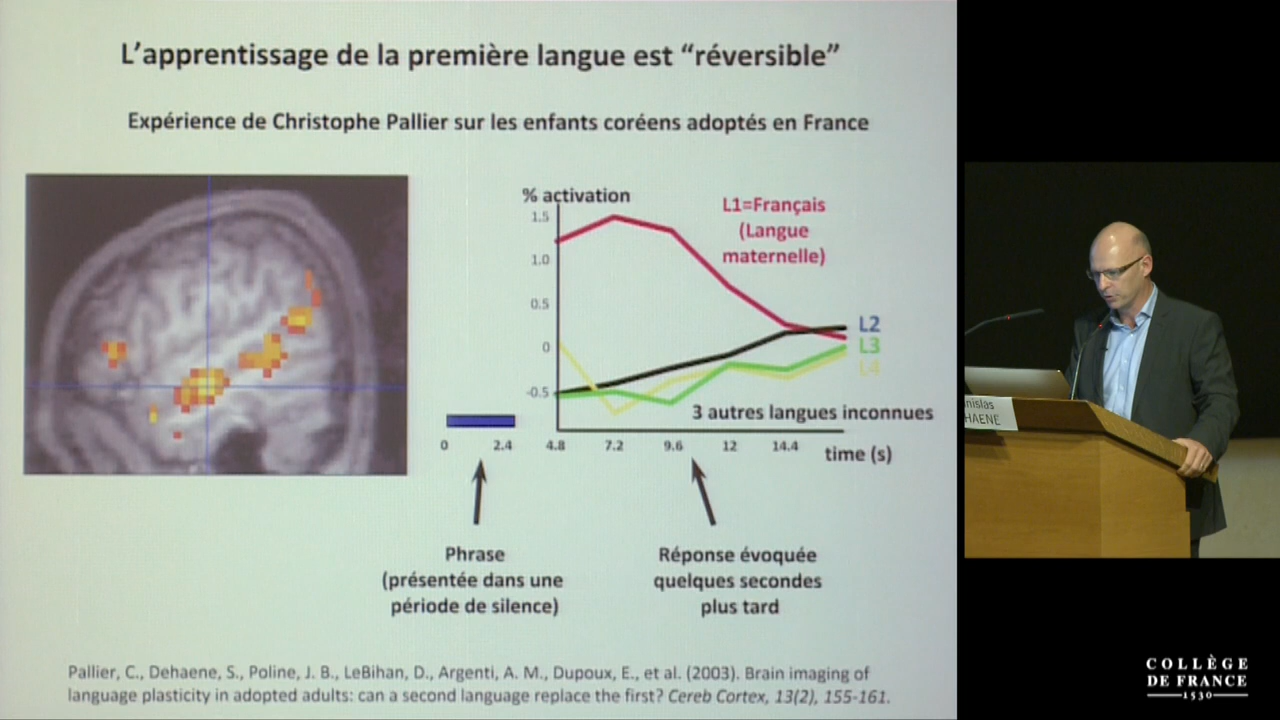 L'apprentissage de la première langue est “réversible”
Expérience de Christophe Pallier sur les enfants coréens adoptés en France
% activation
1.5
1.0
0.5
0
-0.5
L1=Français
(Langue
maternelle)
L2
L3
L4
3 autres langues inconnues
0
2.4
4.8
7.2
9.6
12
14.4
time (s)
Phrase
(présentée dans une
période de silence)
Réponse évoquée
quelques secondes
plus tard
Pallier, C., Dehaene, S., Poline, J. B., LeBihan, D., Argenti, A. M., Dupoux, E., et al. (2003). Brain imaging of
language plasticity in adopted adults: can a second language replace the first? Cereb Cortex, 13(2), 155-161.
nislas
HAENE
COLLÈGE
DE FRANCE
1530